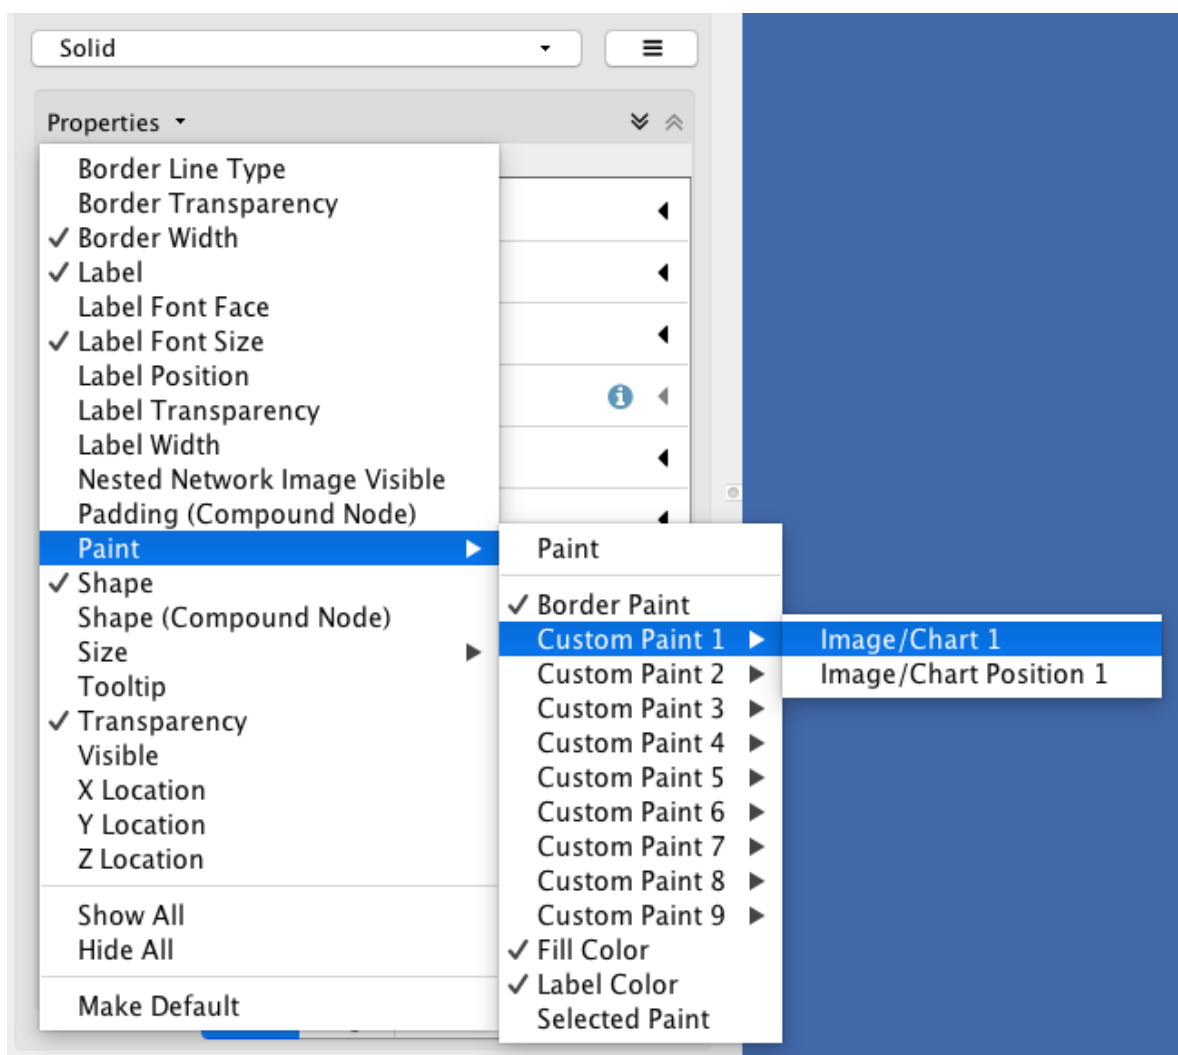 Solid
Properties
Border Line Type
Border Transparency
Border Width
Label
Label Font Face
Label Font Size
Label Position
Label Transparency
Label Width
Nested Network Image Visible
Padding (Compound Node)
Paint
Shape
Shape (Compound Node)
Size
Tooltip
Transparency
Visible
X Location
Y Location
Z Location
Show All
Hide All
Make Default
Paint
Border Paint
Custom Paint 1
Custom Paint 2
Custom Paint 3
Custom Paint 4
Custom Paint 5
Custom Paint 6
Custom Paint 7
Custom Paint 8
Custom Paint 9
Fill Color
Label Color
Selected Paint
Image/Chart 1
Image/Chart Position 1